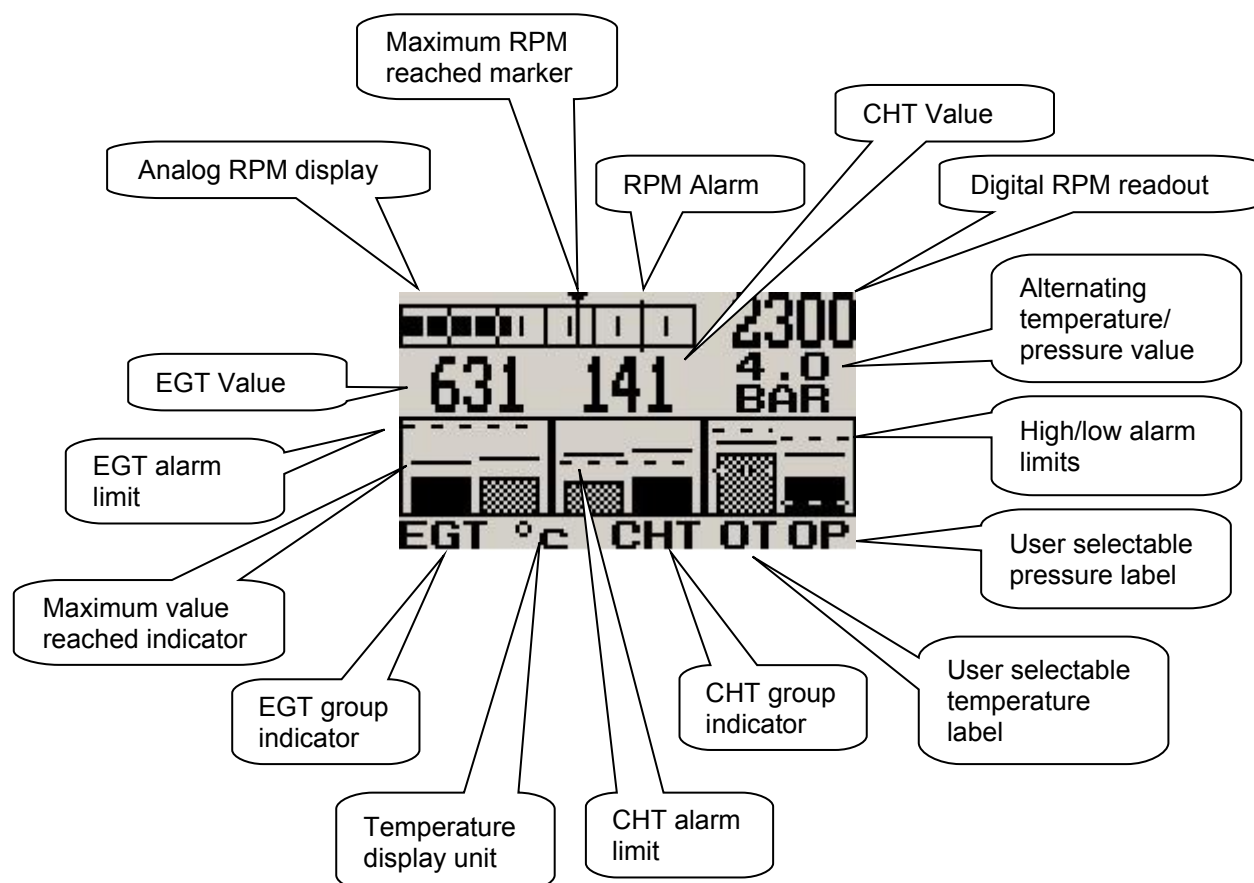 Maximum RPM
reached marker
CHT Value
Analog RPM display
RPM Alarm
Digital RPM readout
Alternating
temperature/
pressure value
2300
4.0
BAR
631 141
EGT Value
High/low alarm
limits
EGT alarm
limit
EGT °C CHT OT OP
User selectable
pressure label
Maximum value
reached indicator
EGT group
indicator
CHT group
indicator
User selectable
temperature
label
Temperature
display unit
CHT alarm
limit